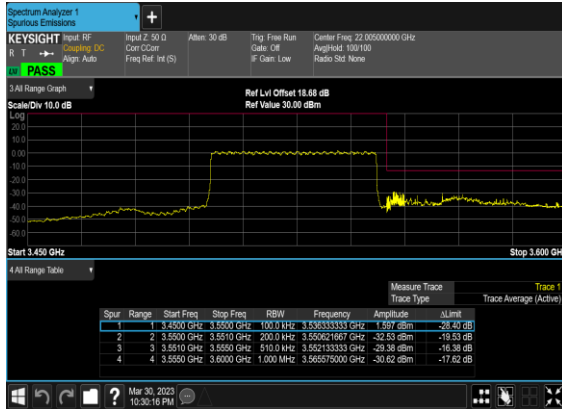 Spectrum Analyzer 1
Spurious Emissions
KEYSIGHT Input: RF Input Z: 50 Ω Atten: 30 dB Trig: Free Run Center Freq: 22.005000000 GHz
R T Coupling: DC Corr CCorr Gate: Off Avg|Hold: 100/100
Align: Auto Freq Ref: Int (S) IF Gain: Low Radio Std: None
PASS
3 All Range Graph
Ref Lvl Offset 18.68 dB
Scale/Div 10.0 dB Ref Value 30.00 dBm
Log
20.0
10.0
0.00
-10.0
-20.0
-30.0
-40.0
-50.0
-60.0
Start 3.450 GHz Stop 3.600 GHz
4 All Range Table
Measure Trace Trace 1
Trace Type Trace Average (Active)
Spur Range Start Freq Stop Freq RBW Frequency Amplitude ΔLimit
1 1 3.4500 GHz 3.5500 GHz 100.0 kHz 3.536333333 GHz 1.597 dBm -28.40 dB
2 2 3.5500 GHz 3.5510 GHz 200.0 kHz 3.550621667 GHz -32.53 dBm -19.53 dB
3 3 3.5510 GHz 3.5550 GHz 510.0 kHz 3.552133333 GHz -29.38 dBm -16.38 dB
4 4 3.5550 GHz 3.6000 GHz 1.000 MHz 3.565575000 GHz -30.62 dBm -17.62 dB
Mar 30, 2023
10:30:16 PM